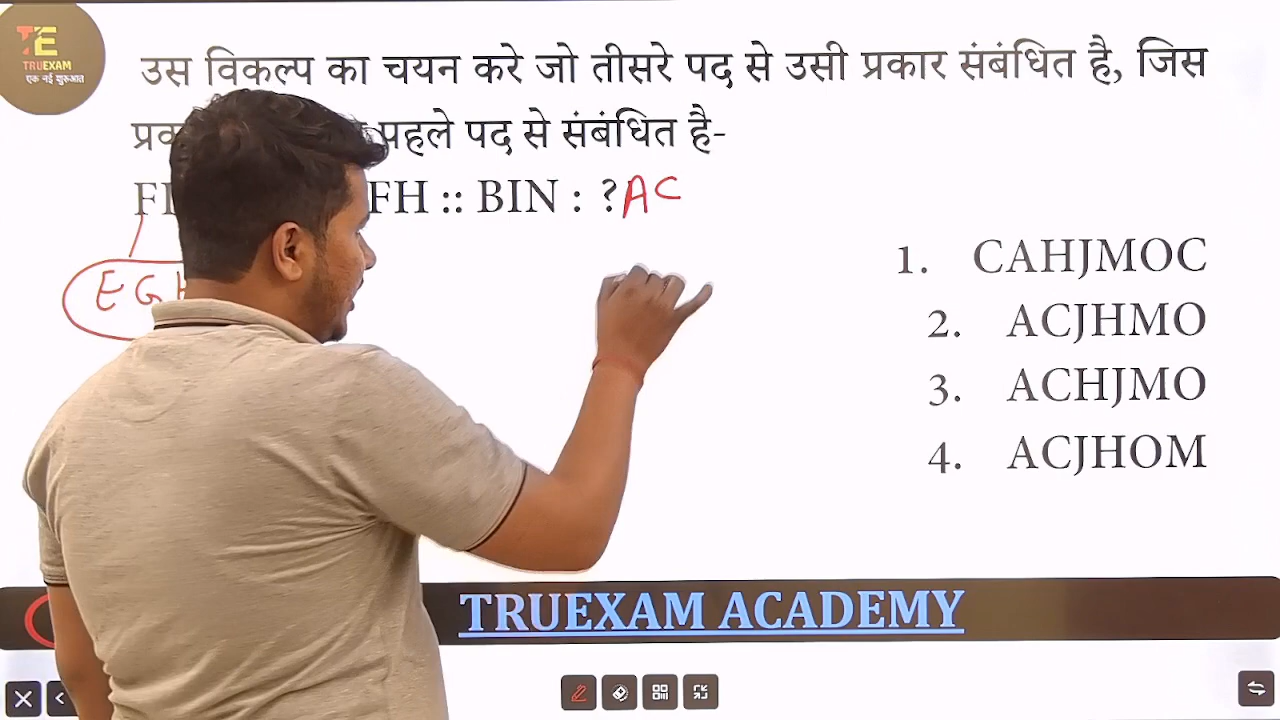 TE
TRUEXAM
एक नई शुरुआत
उस विकल्प का चयन करे जो तीसरे पद से उसी प्रकार संबंधित है, जिस
पहले पद से संबंधित है-
FH :: BIN : ? AC
E G
1. CAHJMOC
2. ACJHMO
3. ACHJMO
4. ACJHOM
TRUEXAM ACADEMY